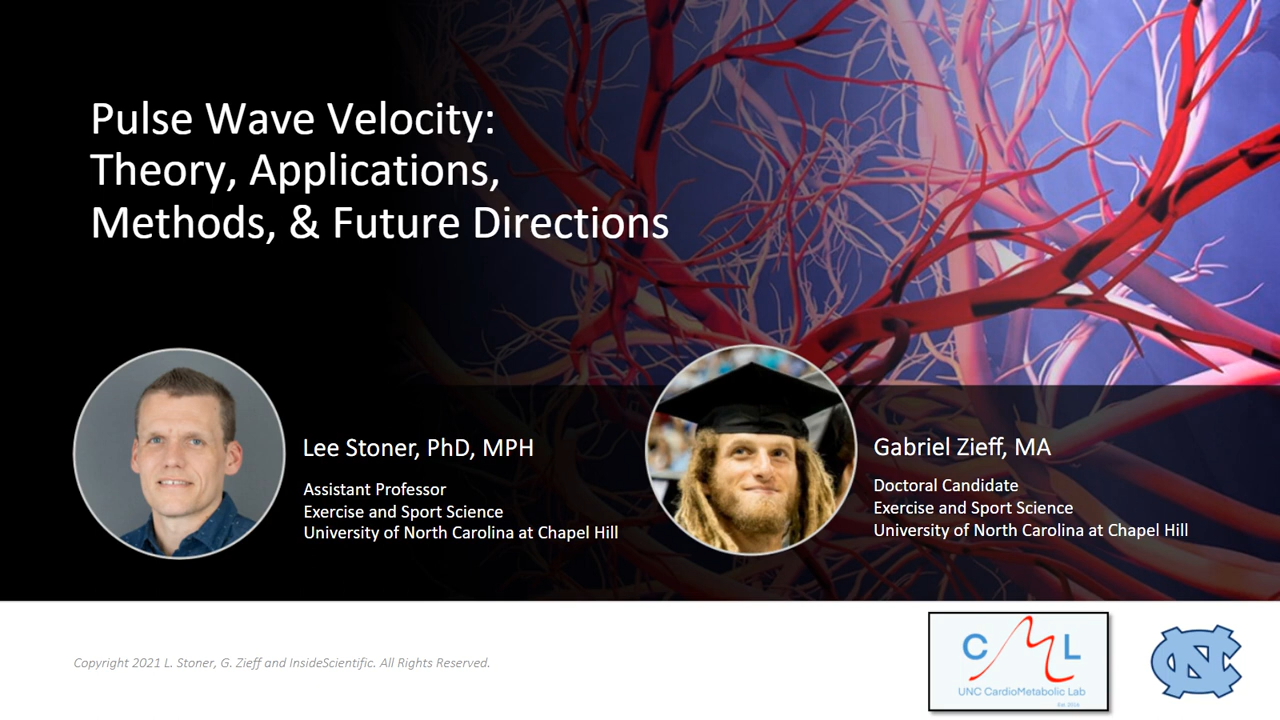 Pulse Wave Velocity:
Theory, Applications,
Methods, & Future Directions
Lee Stoner, PhD, MPH
Assistant Professor
Exercise and Sport Science
University of North Carolina at Chapel Hill
Gabriel Zieff, MA
Doctoral Candidate
Exercise and Sport Science
University of North Carolina at Chapel Hill
Copyright 2021 L. Stoner, G. Zieff and InsideScientific. All Rights Reserved.
C M L
UNC CardioMetabolic Lab
NC